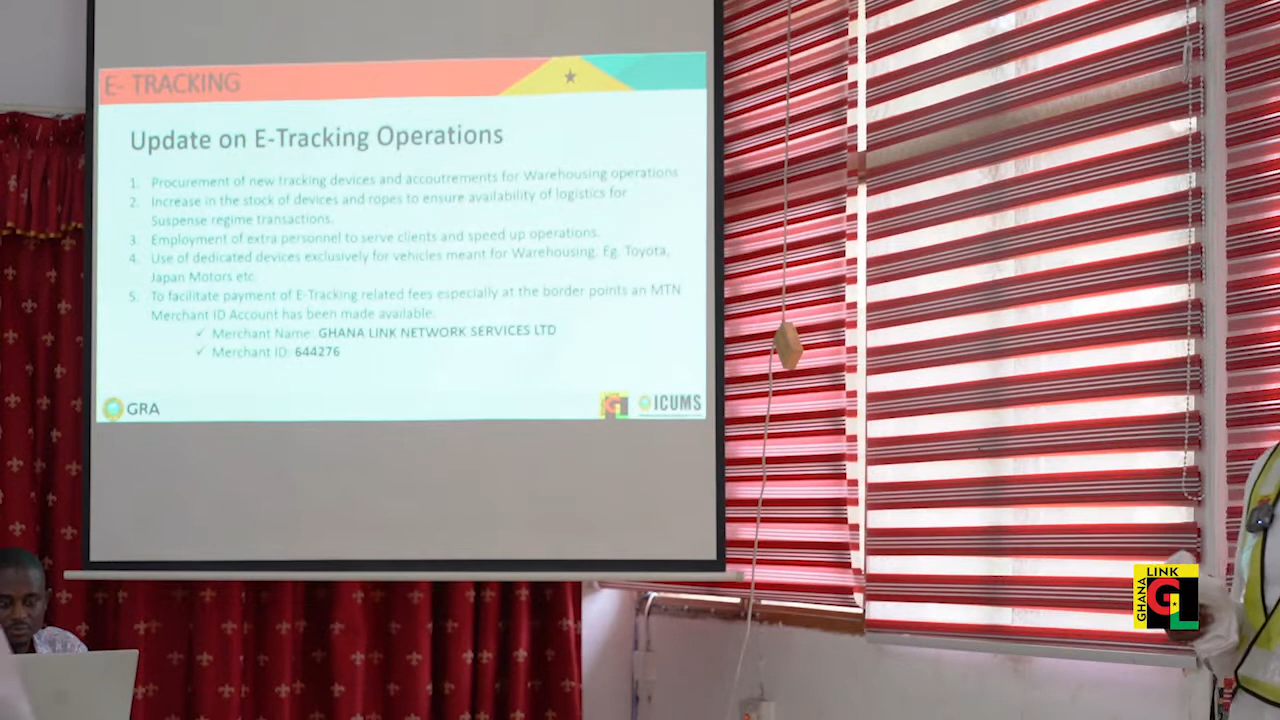 E- TRACKING
Update on E-Tracking Operations
1. Procurement of new tracking devices and accoutrements for Warehousing operations
2. Increase in the stock of devices and ropes to ensure availability of logistics for
Suspense regime transactions.
3. Employment of extra personnel to serve clients and speed up operations.
4. Use of dedicated devices exclusively for vehicles meant for Warehousing. Eg. Toyota,
Japan Motors etc.
5. To facilitate payment of E-Tracking related fees especially at the border points an MTN
Merchant ID Account has been made available.
✓ Merchant Name: GHANA LINK NETWORK SERVICES LTD
✓ Merchant ID: 644276
GRA
GL
ICUMS
GHANA
LINK
GL